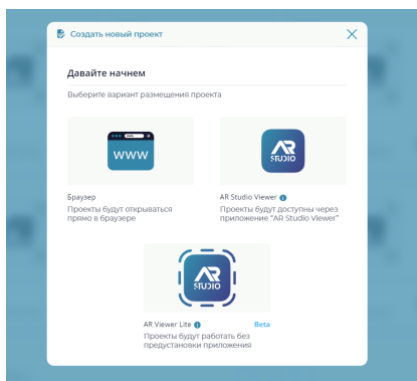 Создать новый проект
Давайте начнем
Выберите вариант размещения проекта
www
AR
STUDIO
Браузер
Проекты будут открываться
прямо в браузере
AR Studio Viewer
Проекты будут доступны через
приложение "AR Studio Viewer"
AR
STUDIO
AR Viewer Lite
Beta
Проекты будут работать без
предустановки приложения